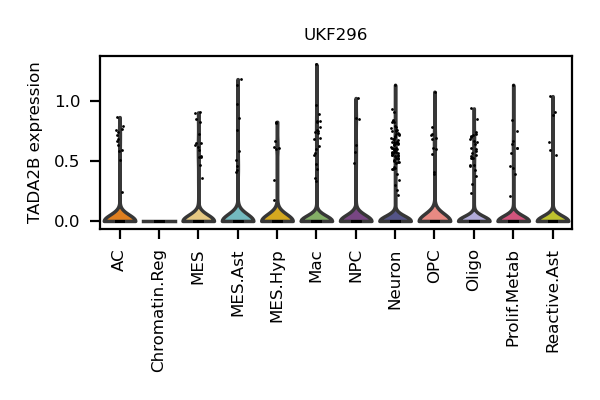 UKF296
TADA2B expression
1.0
0.5
0.0
AC
Chromatin.Reg
MES
MES.Ast
MES.Hyp
Mac
NPC
Neuron
OPC
Oligo
Prolif.Metab
Reactive.Ast